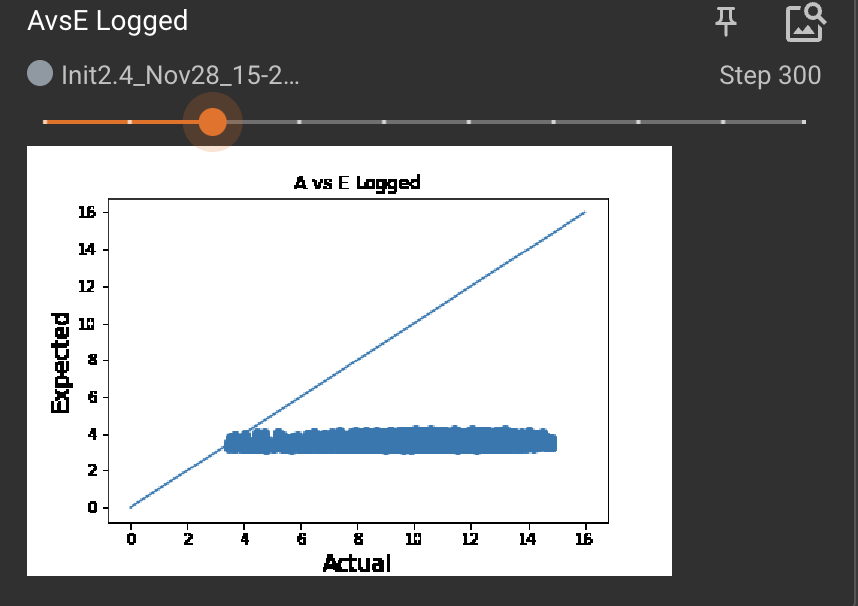 AvsE Logged
Init2.4_Nov28_15-2...
Step 300
A vs E Logged
16
14
12
10
8
6
4
2
0
Expected
0 2 4 6 8 10 12 14 16
Actual